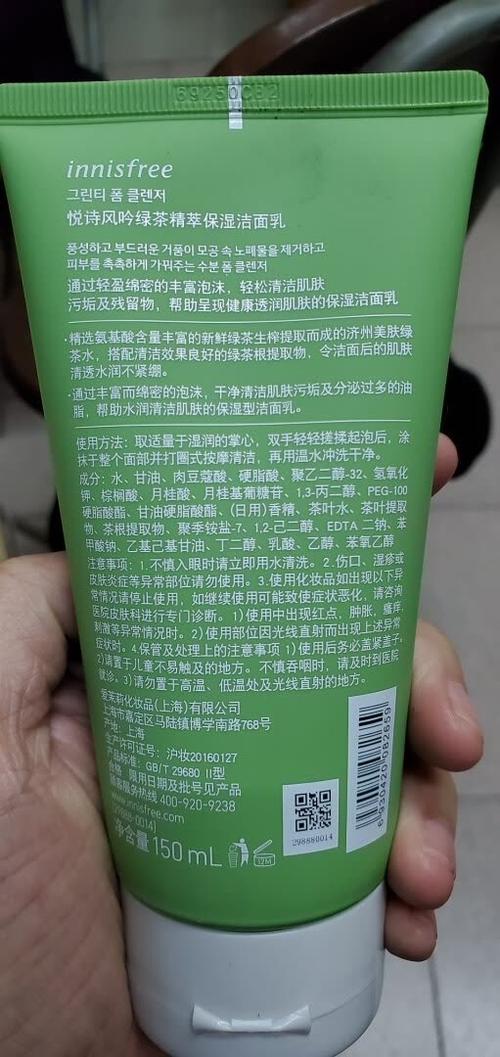 innisfree
그린티 폼 클렌저
悦诗风吟绿茶精萃保湿洁面乳
풍성하고 부드러운 거품이 모공 속 노폐물을 제거하고
피부를 촉촉하게 가꿔주는 수분 폼 클렌저
通过轻盈绵密的丰富泡沫，轻松清洁肌肤
污垢及残留物，帮助呈现健康透润肌肤的保湿洁面乳
·精选氨基酸含量丰富的新鲜绿茶生榨提取而成的济州美肤绿
茶水，搭配清洁效果良好的绿茶根提取物，令洁面后的肌肤
清透水润不紧绷。
·通过丰富而绵密的泡沫，干净清洁肌肤污垢及分泌过多的油
脂，帮助水润清洁肌肤的保湿型洁面乳。
使用方法：取适量于湿润的掌心，双手轻轻搓揉起泡后，涂
抹于整个面部并打圈式按摩清洁，再用温水冲洗干净。
成分：水、甘油、肉豆蔻酸、硬脂酸、聚乙二醇-32、氢氧化
钾、棕榈酸、月桂酸、月桂基葡糖苷、1,3-丙二醇、PEG-100
硬脂酸酯、甘油硬脂酸酯、(日用)香精、茶叶水、茶叶提取
物、茶根提取物、聚季铵盐-7、1,2-己二醇、EDTA 二钠、苯
甲酸钠、乙基己基甘油、丁二醇、乳酸、乙醇、苯氧乙醇
注意事项：1.不慎入眼时请立即用水清洗。2.伤口、湿疹或
皮肤炎症等异常部位请勿使用。3.使用化妆品如出现以下异
常情况请停止使用，如继续使用可能致使症状恶化，请咨询
医院皮肤科进行专门诊断。1)使用中出现红点，肿胀，瘙痒，
刺激等异常情况时。2)使用部位因光线直射而出现上述异常
症状时。4.保管及处理上的注意事项 1)使用后务必盖紧盖子；
2)请置于儿童不易触及的地方。不慎吞咽时，请及时到医院
就诊。3)请勿置于高温、低温处及光线直射的地方。
爱茉莉化妆品(上海)有限公司
上海市嘉定区马陆镇博学南路768号
产地：上海
生产许可证号：沪妆20160127
产品标准：GB/T 29680 II型
合格 限用日期及批号见产品
顾客服务热线 400-920-9238
www.innisfree.com
(29888-0014)
净含量 150 mL
12M
298880014
6 930420 082659